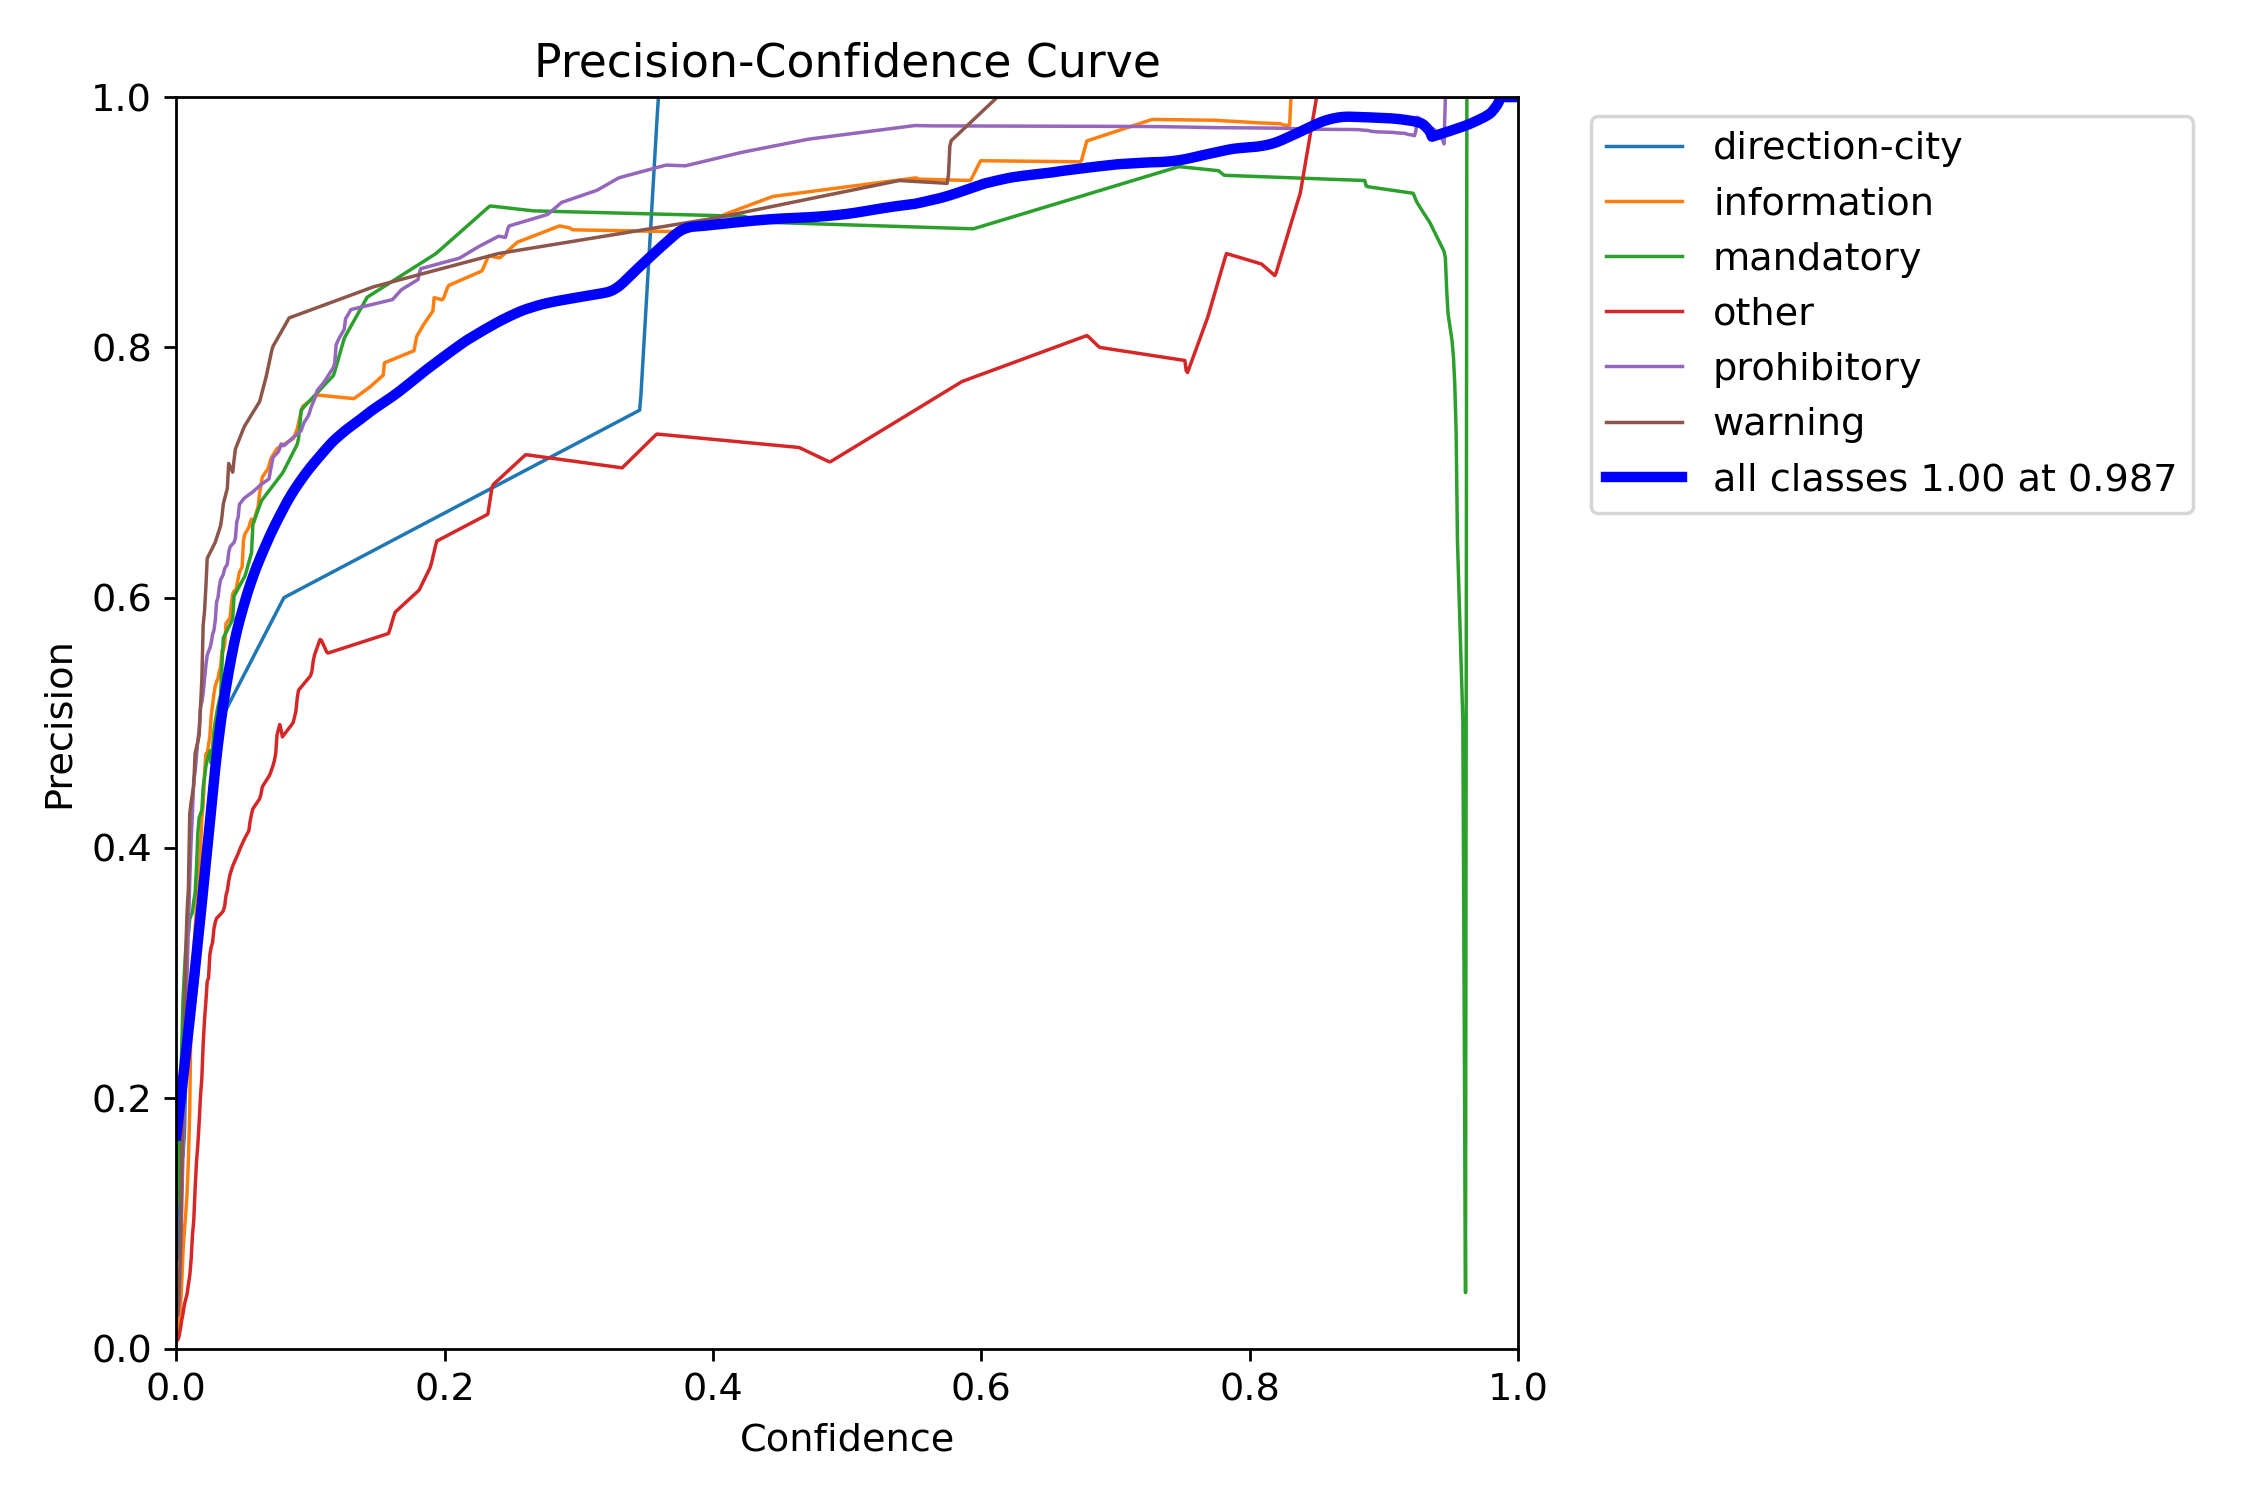 Precision-Confidence Curve
1.0
0.8
0.6
0.4
0.2
0.0
Precision
0.0 0.2 0.4 0.6 0.8 1.0
Confidence
direction-city
information
mandatory
other
prohibitory
warning
all classes 1.00 at 0.987